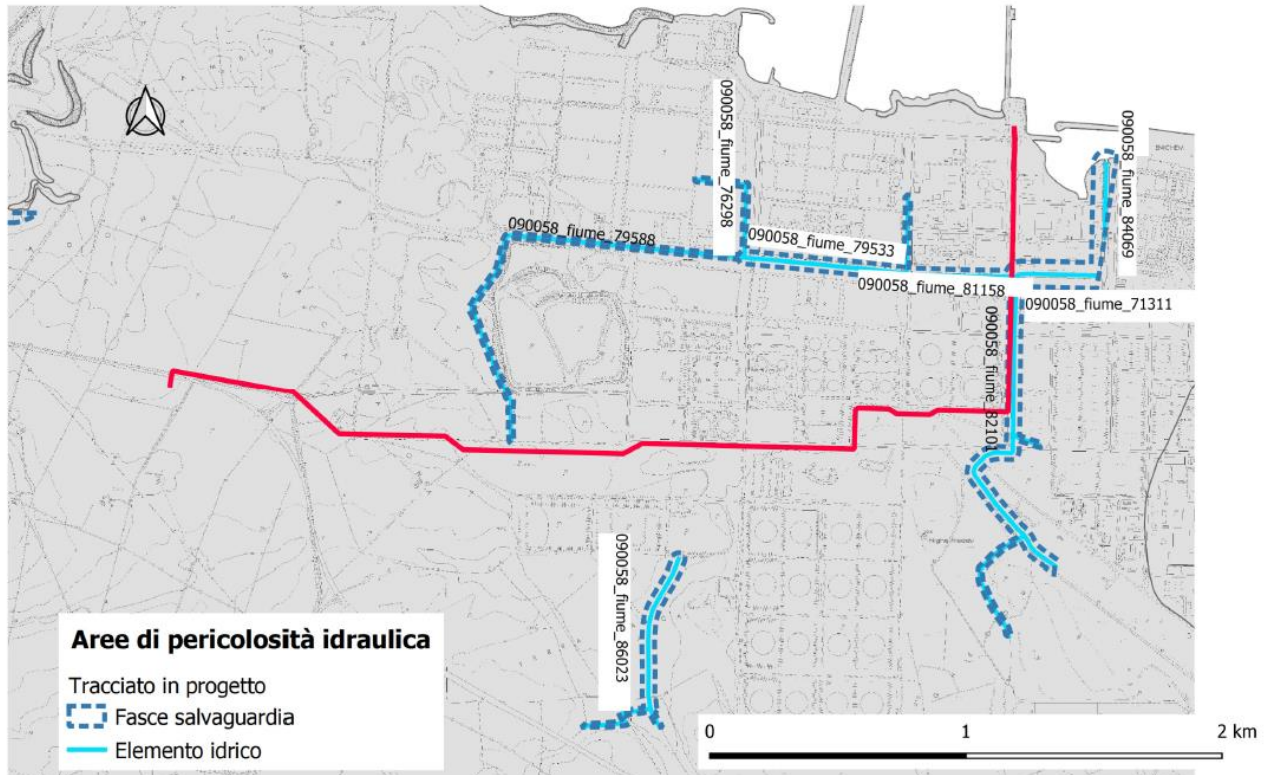 090058_fiume_76298
090058_fiume_84069
090058_fiume_79588
090058_fiume_79533
090058_fiume_81158
090058_fiume_71311
090058_fiume_82101
090058_fiume_86023
Aree di pericolosità idraulica
Tracciato in progetto
Fasce salvaguardia
Elemento idrico
0
1
2 km